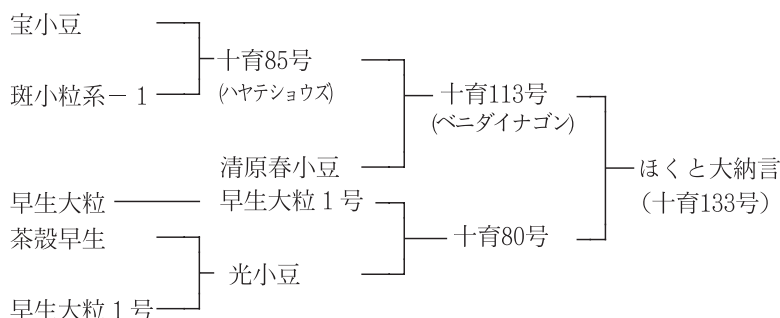 宝小豆
斑小粒系－1
十育85号
(ハヤテショウズ)
清原春小豆
十育113号
(ベニダイナゴン)
早生大粒
早生大粒1号
茶殻早生
早生大粒1号
光小豆
十育80号
ほくと大納言
（十育133号）